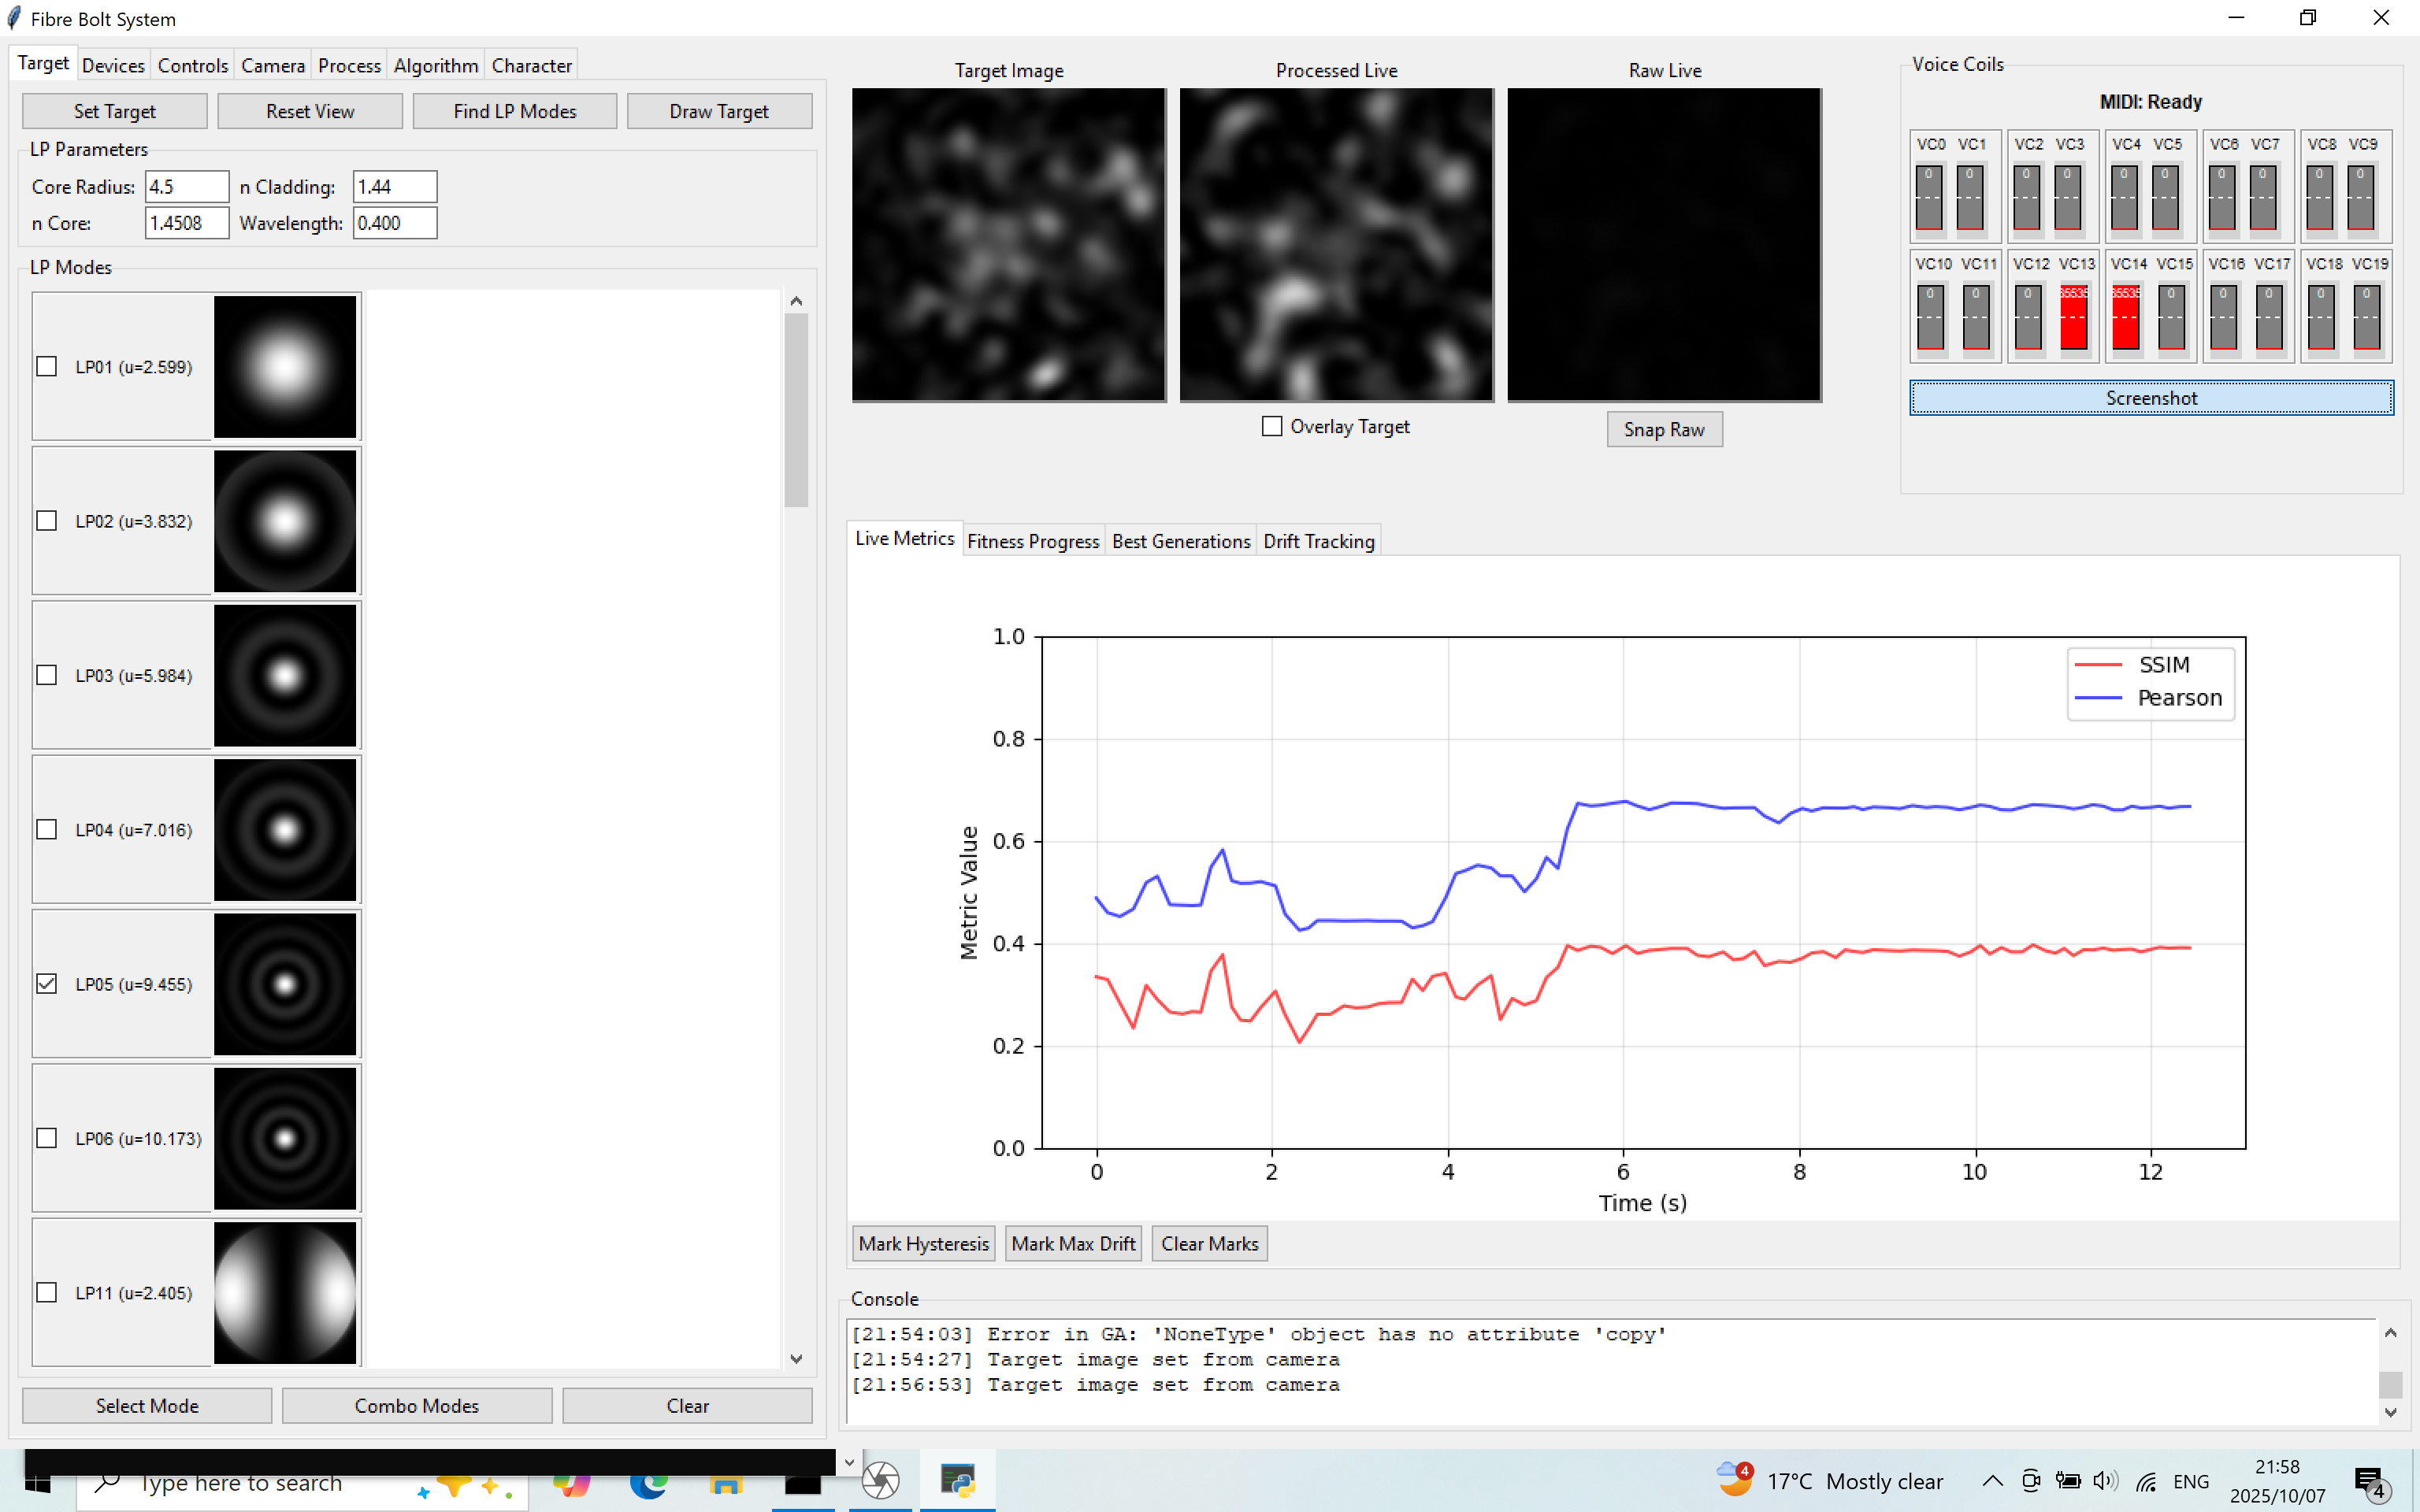 Fibre Bolt System
Target Devices Controls Camera Process Algorithm Character
Set Target Reset View Find LP Modes Draw Target
LP Parameters
Core Radius: 4.5 n Cladding: 1.44
n Core: 1.4508 Wavelength: 0.400
LP Modes
LP01 (u=2.599)
LP02 (u=3.832)
LP03 (u=5.984)
LP04 (u=7.016)
LP05 (u=9.455)
LP06 (u=10.173)
LP11 (u=2.405)
Select Mode Combo Modes Clear
Target Image Processed Live Raw Live
Overlay Target
Snap Raw
Voice Coils
MIDI: Ready
VC0 VC1 VC2 VC3 VC4 VC5 VC6 VC7 VC8 VC9
0 0 0 0 0 0 0 0 0 0
VC10 VC11 VC12 VC13 VC14 VC15 VC16 VC17 VC18 VC19
0 0 0 65535 65535 0 0 0 0 0
Screenshot
Live Metrics Fitness Progress Best Generations Drift Tracking
SSIM
Pearson
1.0
0.8
0.6
0.4
0.2
0.0
Metric Value
0 2 4 6 8 10 12
Time (s)
Mark Hysteresis Mark Max Drift Clear Marks
Console
[21:54:03] Error in GA: 'NoneType' object has no attribute 'copy'
[21:54:27] Target image set from camera
[21:56:53] Target image set from camera
Type here to search
4
17°C Mostly clear
ENG
21:58
2025/10/07
4